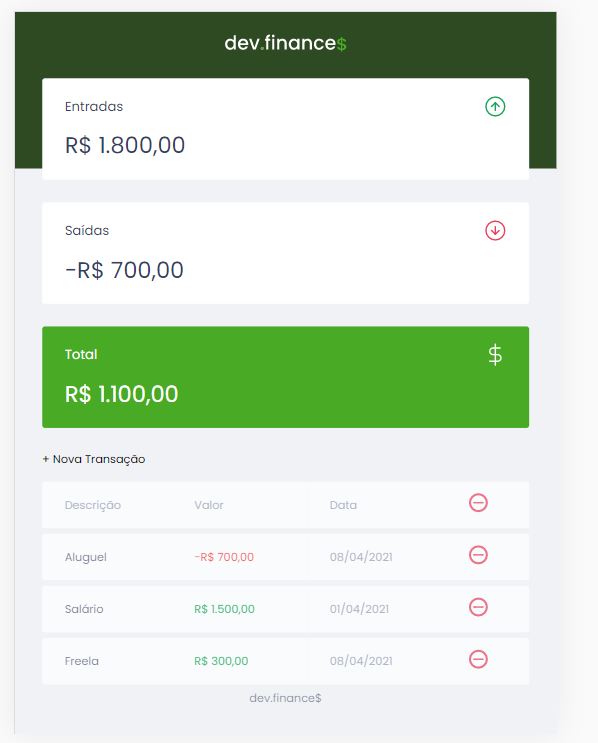 dev.finance$
Entradas
R$ 1.800,00
Saídas
-R$ 700,00
Total
$
R$ 1.100,00
+ Nova Transação
Descrição Valor Data
Aluguel -R$ 700,00 08/04/2021
Salário R$ 1.500,00 01/04/2021
Freela R$ 300,00 08/04/2021
dev.finance$